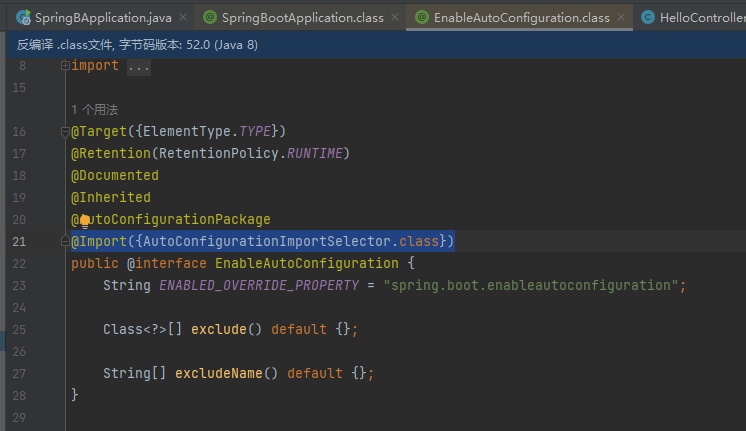 SpringBApplication.java × SpringBootApplication.class × EnableAutoConfiguration.class × HelloController
反编译 .class文件, 字节码版本: 52.0 (Java 8)
8 import ...
15
1 个用法
16 @Target({ElementType.TYPE})
17 @Retention(RetentionPolicy.RUNTIME)
18 @Documented
19 @Inherited
20 @AutoConfigurationPackage
21 @Import({AutoConfigurationImportSelector.class})
22 public @interface EnableAutoConfiguration {
23 String ENABLED_OVERRIDE_PROPERTY = "spring.boot.enableautoconfiguration";
24
25 Class<?>[] exclude() default {};
26
27 String[] excludeName() default {};
28 }
29